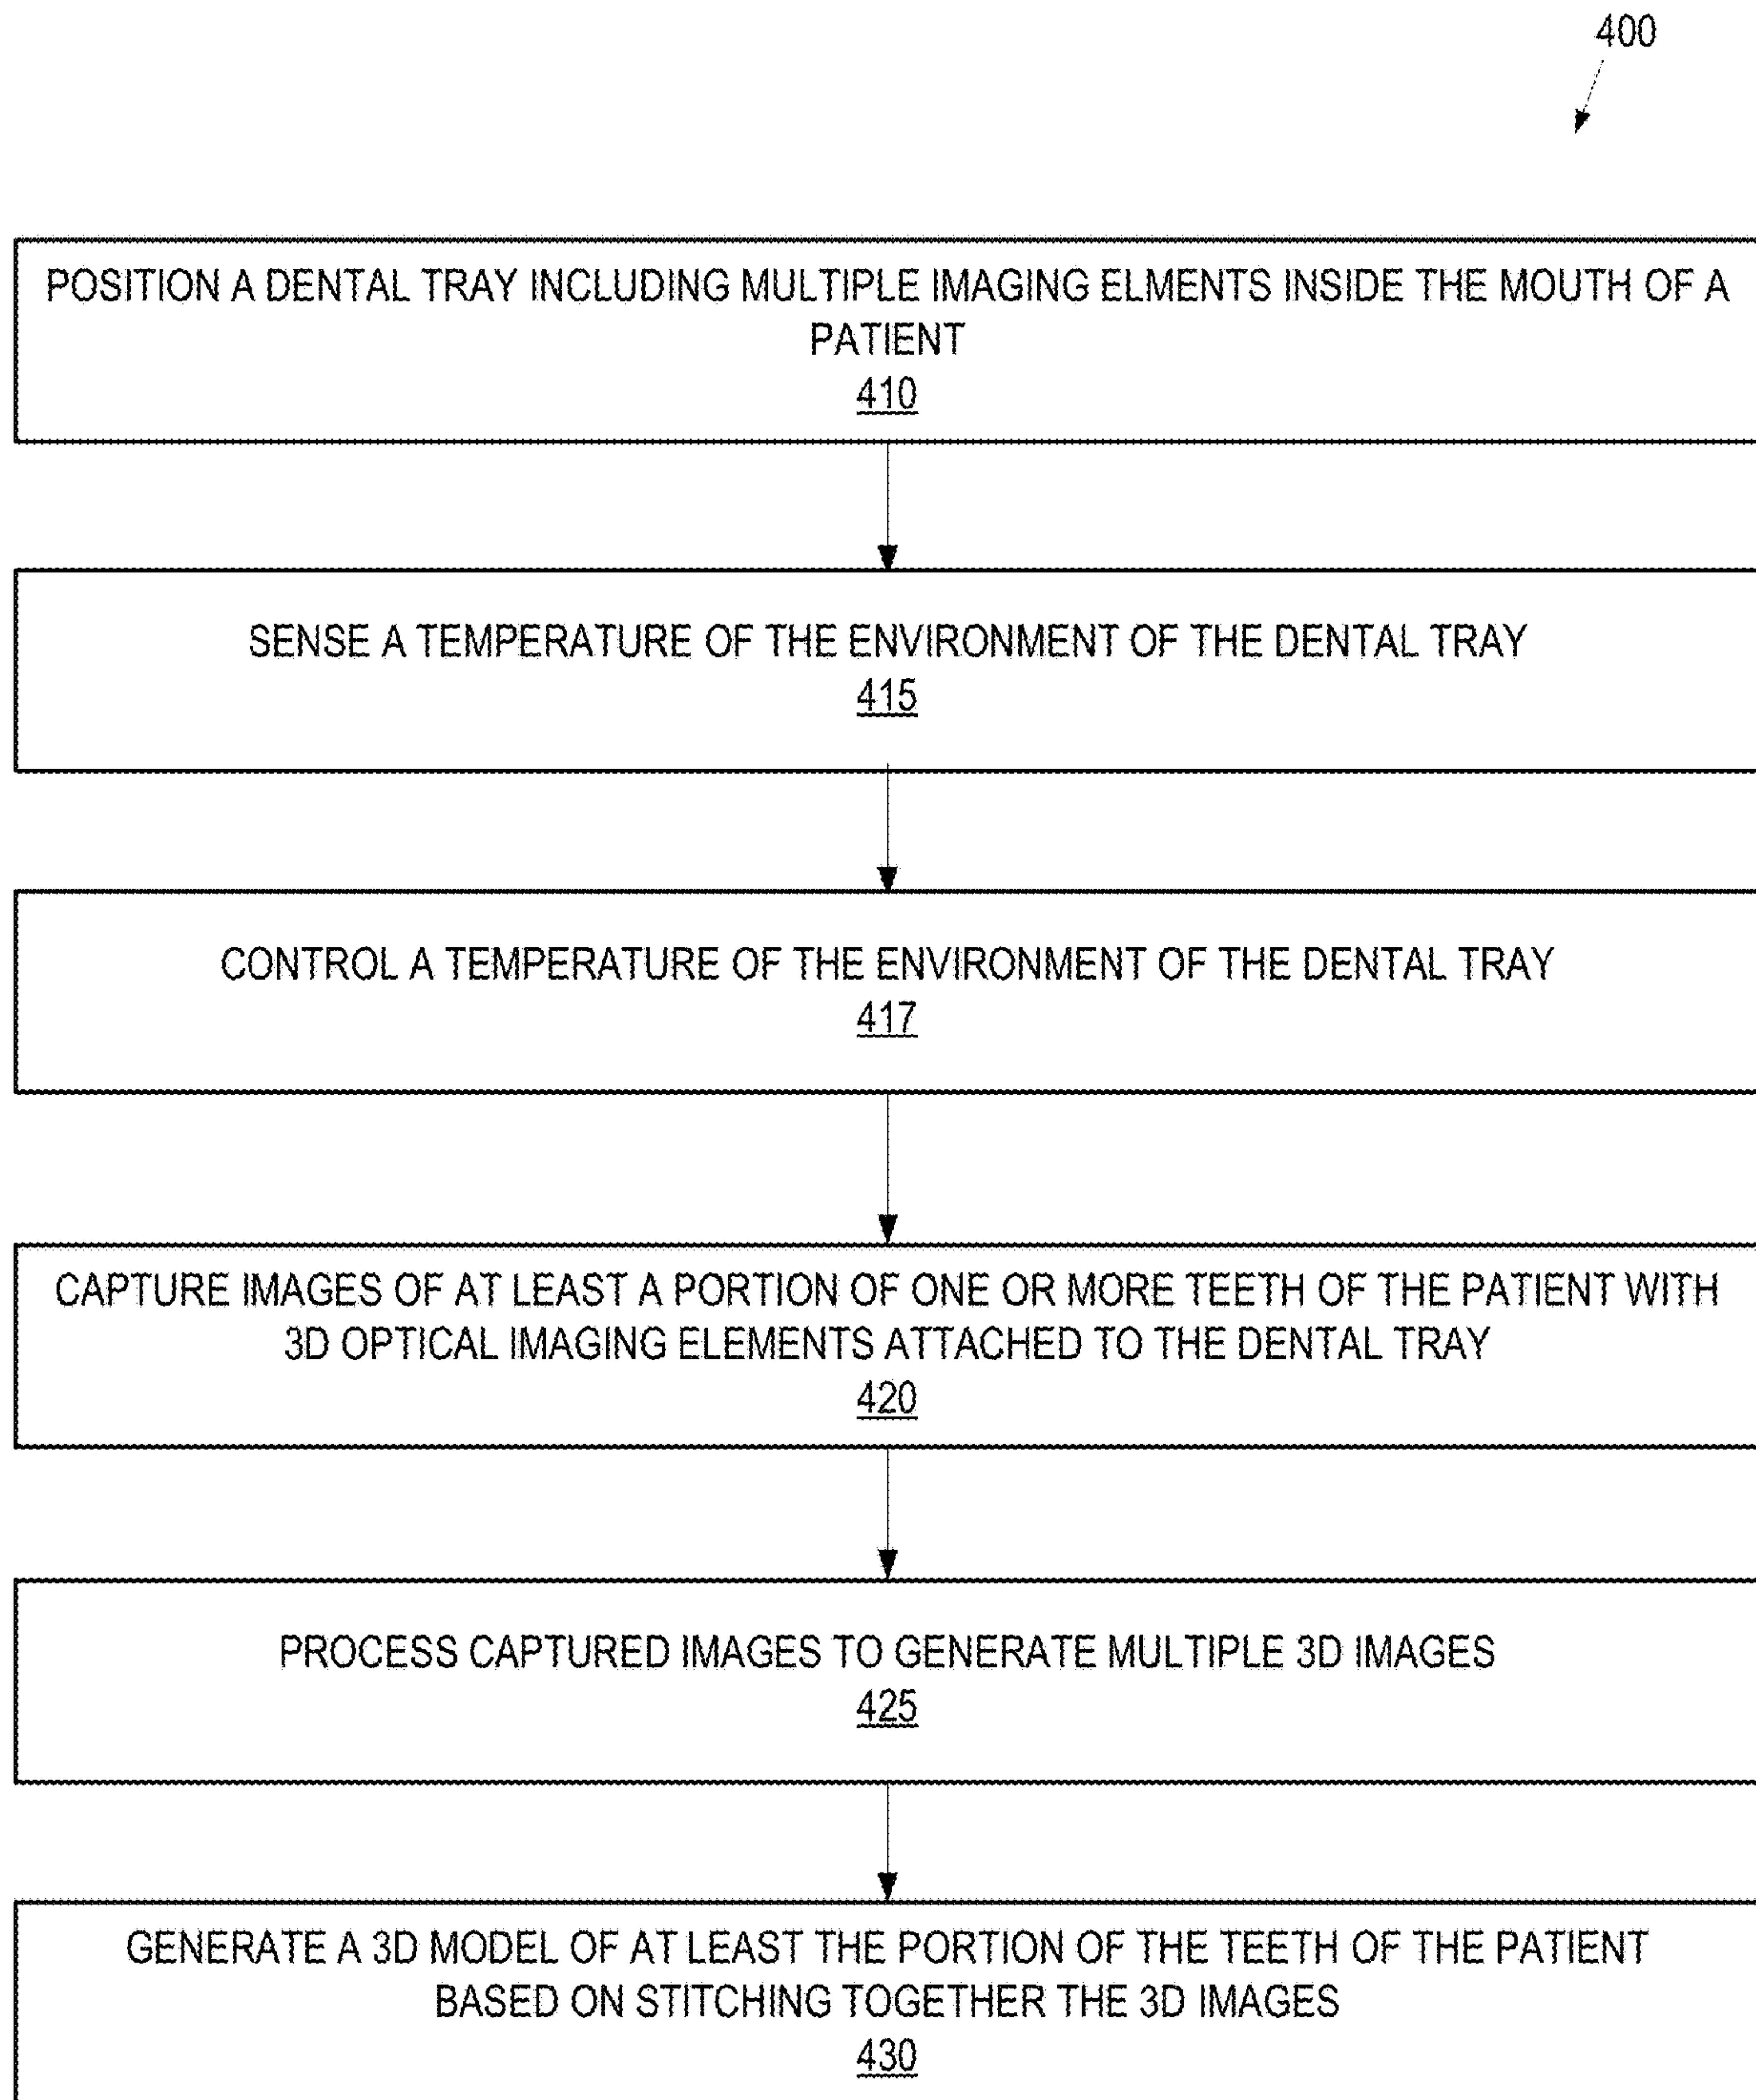 400
POSITION A DENTAL TRAY INCLUDING MULTIPLE IMAGING ELMENTS INSIDE THE MOUTH OF A
PATIENT
410
SENSE A TEMPERATURE OF THE ENVIRONMENT OF THE DENTAL TRAY
415
CONTROL A TEMPERATURE OF THE ENVIRONMENT OF THE DENTAL TRAY
417
CAPTURE IMAGES OF AT LEAST A PORTION OF ONE OR MORE TEETH OF THE PATIENT WITH
3D OPTICAL IMAGING ELEMENTS ATTACHED TO THE DENTAL TRAY
420
PROCESS CAPTURED IMAGES TO GENERATE MULTIPLE 3D IMAGES
425
GENERATE A 3D MODEL OF AT LEAST THE PORTION OF THE TEETH OF THE PATIENT
BASED ON STITCHING TOGETHER THE 3D IMAGES
430